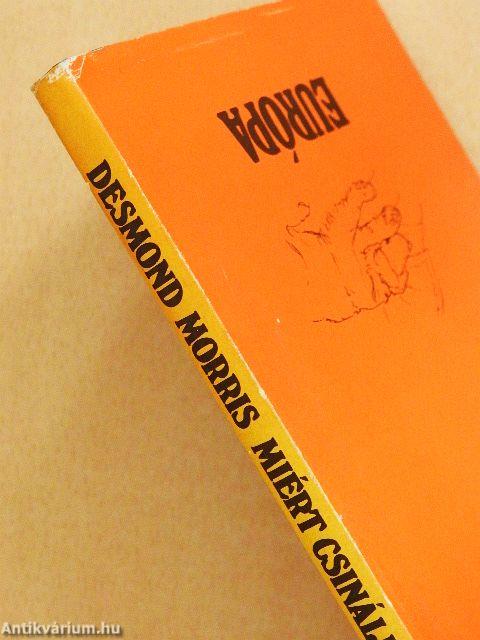 EURÓPA
DESMOND MORRIS MIÉRT CSINÁL
Antikvárium.hu